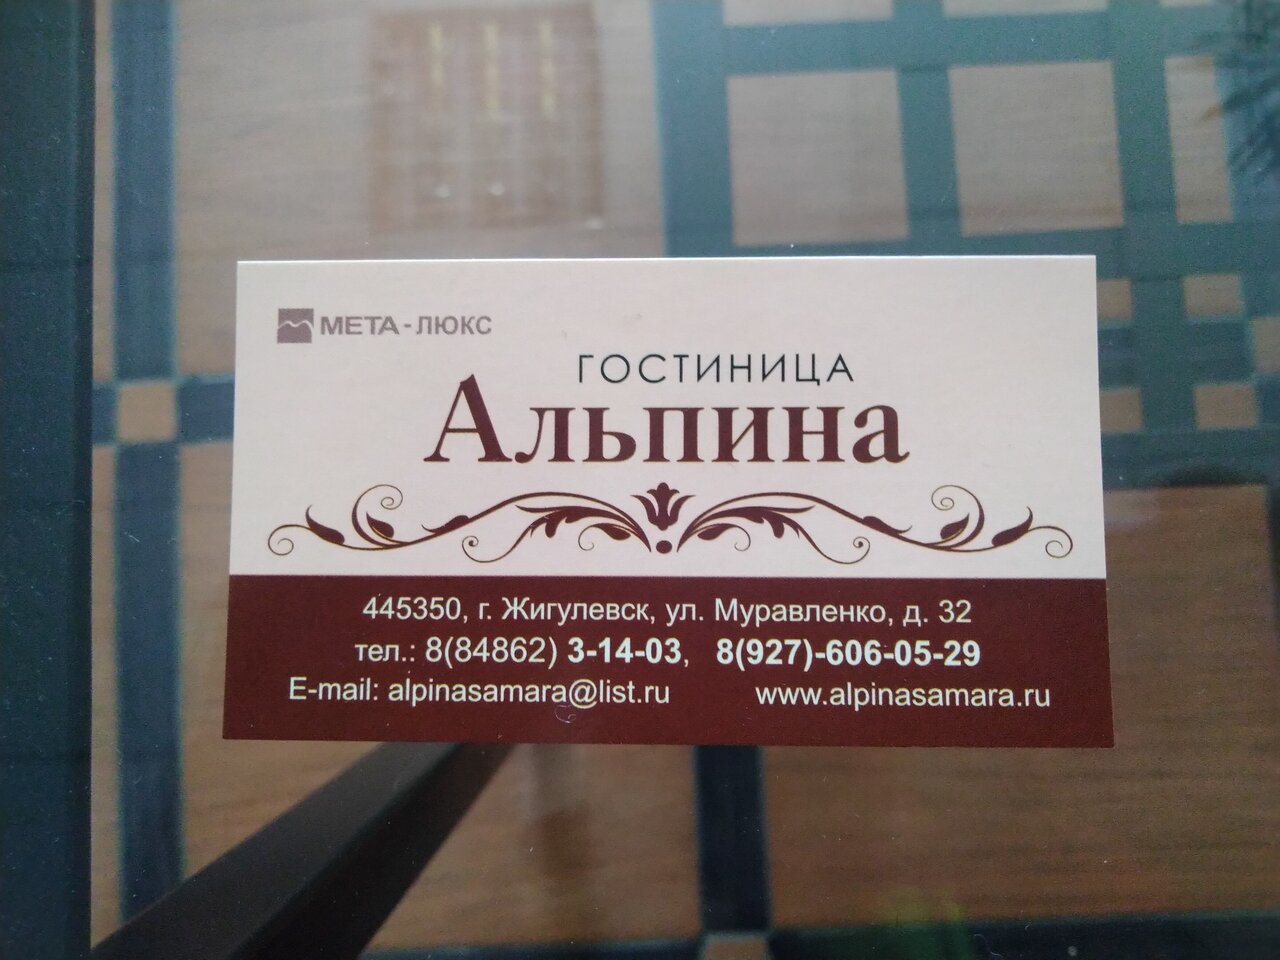 МЕТА-ЛЮКС
ГОСТИНИЦА
Альпина
445350, г. Жигулевск, ул. Муравленко, д. 32
тел.: 8(84862) 3-14-03, 8(927)-606-05-29
E-mail: alpinasamara@list.ru www.alpinasamara.ru